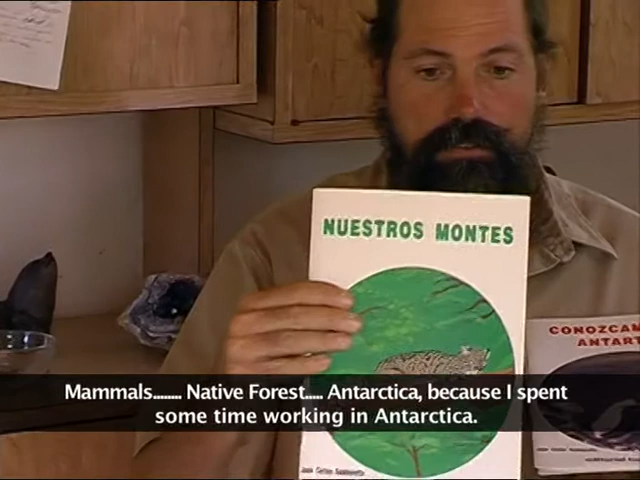 NUESTROS MONTES
CONOZCAM
ANTART
Mammals........ Native Forest..... Antarctica, because I spent
some time working in Antarctica.